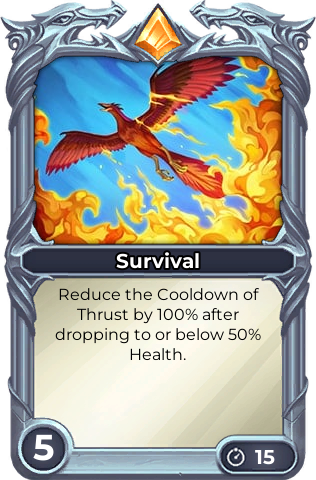 Survival
Reduce the Cooldown of
Thrust by 100% after
dropping to or below 50%
Health.
5
15